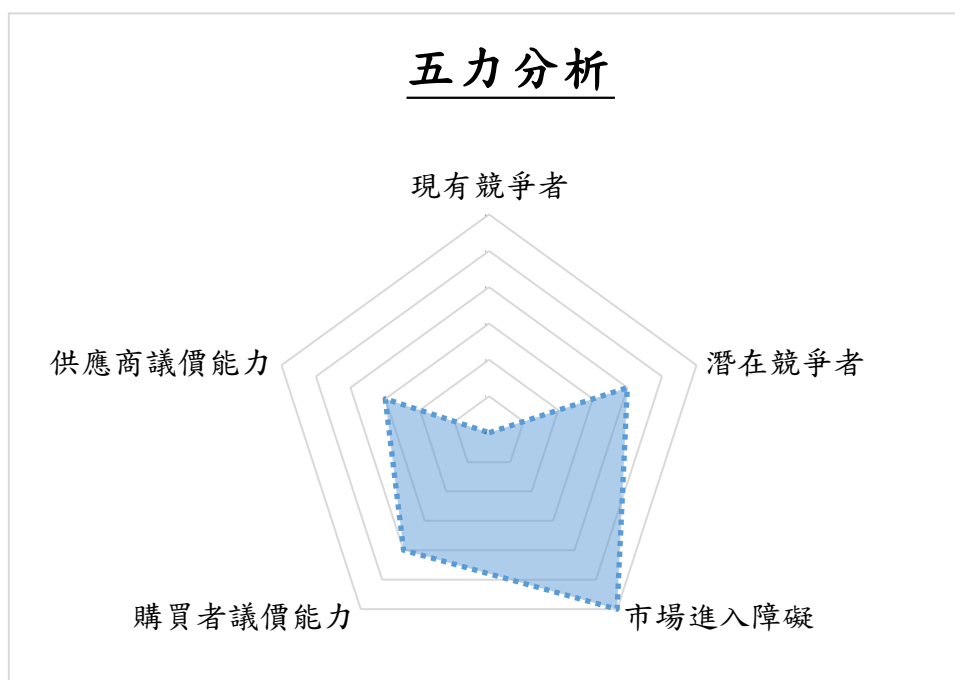 五力分析
現有競爭者
供應商議價能力
潛在競爭者
購買者議價能力
市場進入障礙